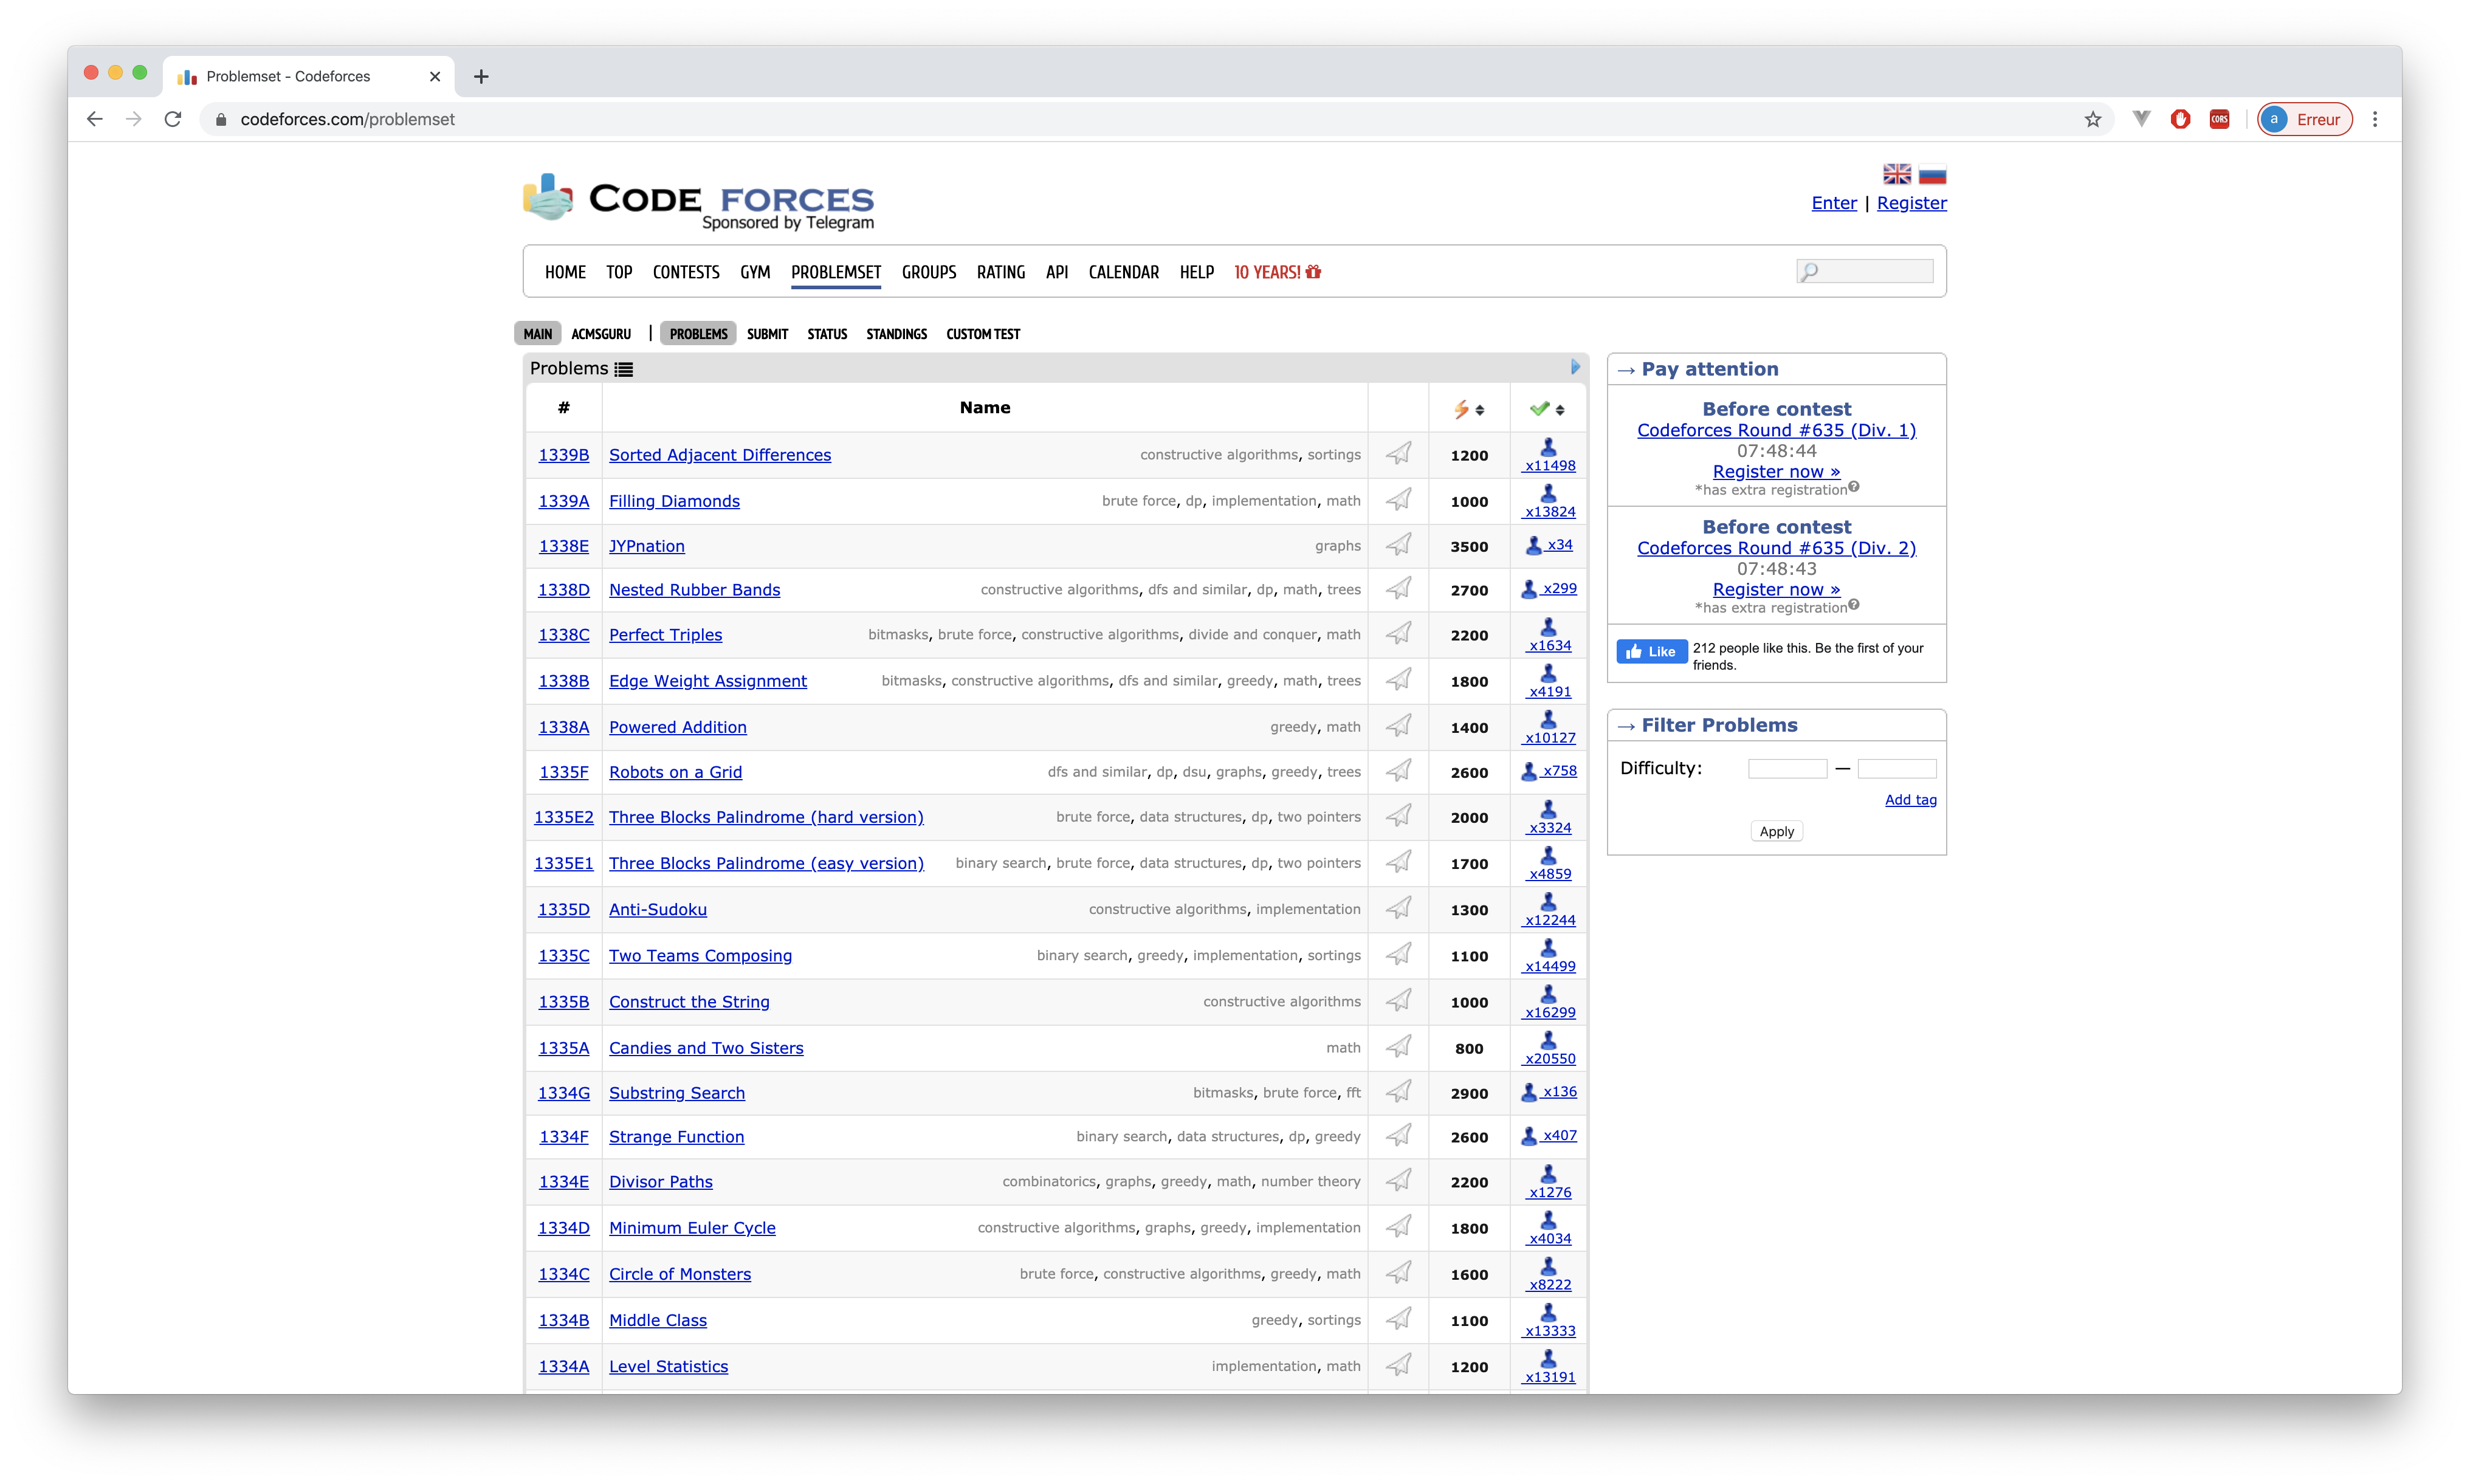 Problemset - Codeforces
codeforces.com/problemset
CORS
a
Erreur
CODE FORCES
Sponsored by Telegram
Enter | Register
HOME TOP CONTESTS GYM PROBLEMSET GROUPS RATING API CALENDAR HELP 10 YEARS!
MAIN ACMSGURU | PROBLEMS SUBMIT STATUS STANDINGS CUSTOM TEST
Problems
# Name
1339B Sorted Adjacent Differences constructive algorithms, sortings 1200 x11498
1339A Filling Diamonds brute force, dp, implementation, math 1000 x13824
1338E JYPnation graphs 3500 x34
1338D Nested Rubber Bands constructive algorithms, dfs and similar, dp, math, trees 2700 x299
1338C Perfect Triples bitmasks, brute force, constructive algorithms, divide and conquer, math 2200 x1634
1338B Edge Weight Assignment bitmasks, constructive algorithms, dfs and similar, greedy, math, trees 1800 x4191
1338A Powered Addition greedy, math 1400 x10127
1335F Robots on a Grid dfs and similar, dp, dsu, graphs, greedy, trees 2600 x758
1335E2 Three Blocks Palindrome (hard version) brute force, data structures, dp, two pointers 2000 x3324
1335E1 Three Blocks Palindrome (easy version) binary search, brute force, data structures, dp, two pointers 1700 x4859
1335D Anti-Sudoku constructive algorithms, implementation 1300 x12244
1335C Two Teams Composing binary search, greedy, implementation, sortings 1100 x14499
1335B Construct the String constructive algorithms 1000 x16299
1335A Candies and Two Sisters math 800 x20550
1334G Substring Search bitmasks, brute force, fft 2900 x136
1334F Strange Function binary search, data structures, dp, greedy 2600 x407
1334E Divisor Paths combinatorics, graphs, greedy, math, number theory 2200 x1276
1334D Minimum Euler Cycle constructive algorithms, graphs, greedy, implementation 1800 x4034
1334C Circle of Monsters brute force, constructive algorithms, greedy, math 1600 x8222
1334B Middle Class greedy, sortings 1100 x13333
1334A Level Statistics implementation, math 1200 x13191
→ Pay attention
Before contest
Codeforces Round #635 (Div. 1)
07:48:44
Register now »
*has extra registration?
Before contest
Codeforces Round #635 (Div. 2)
07:48:43
Register now »
*has extra registration?
Like 212 people like this. Be the first of your
friends.
→ Filter Problems
Difficulty: —
Add tag
Apply